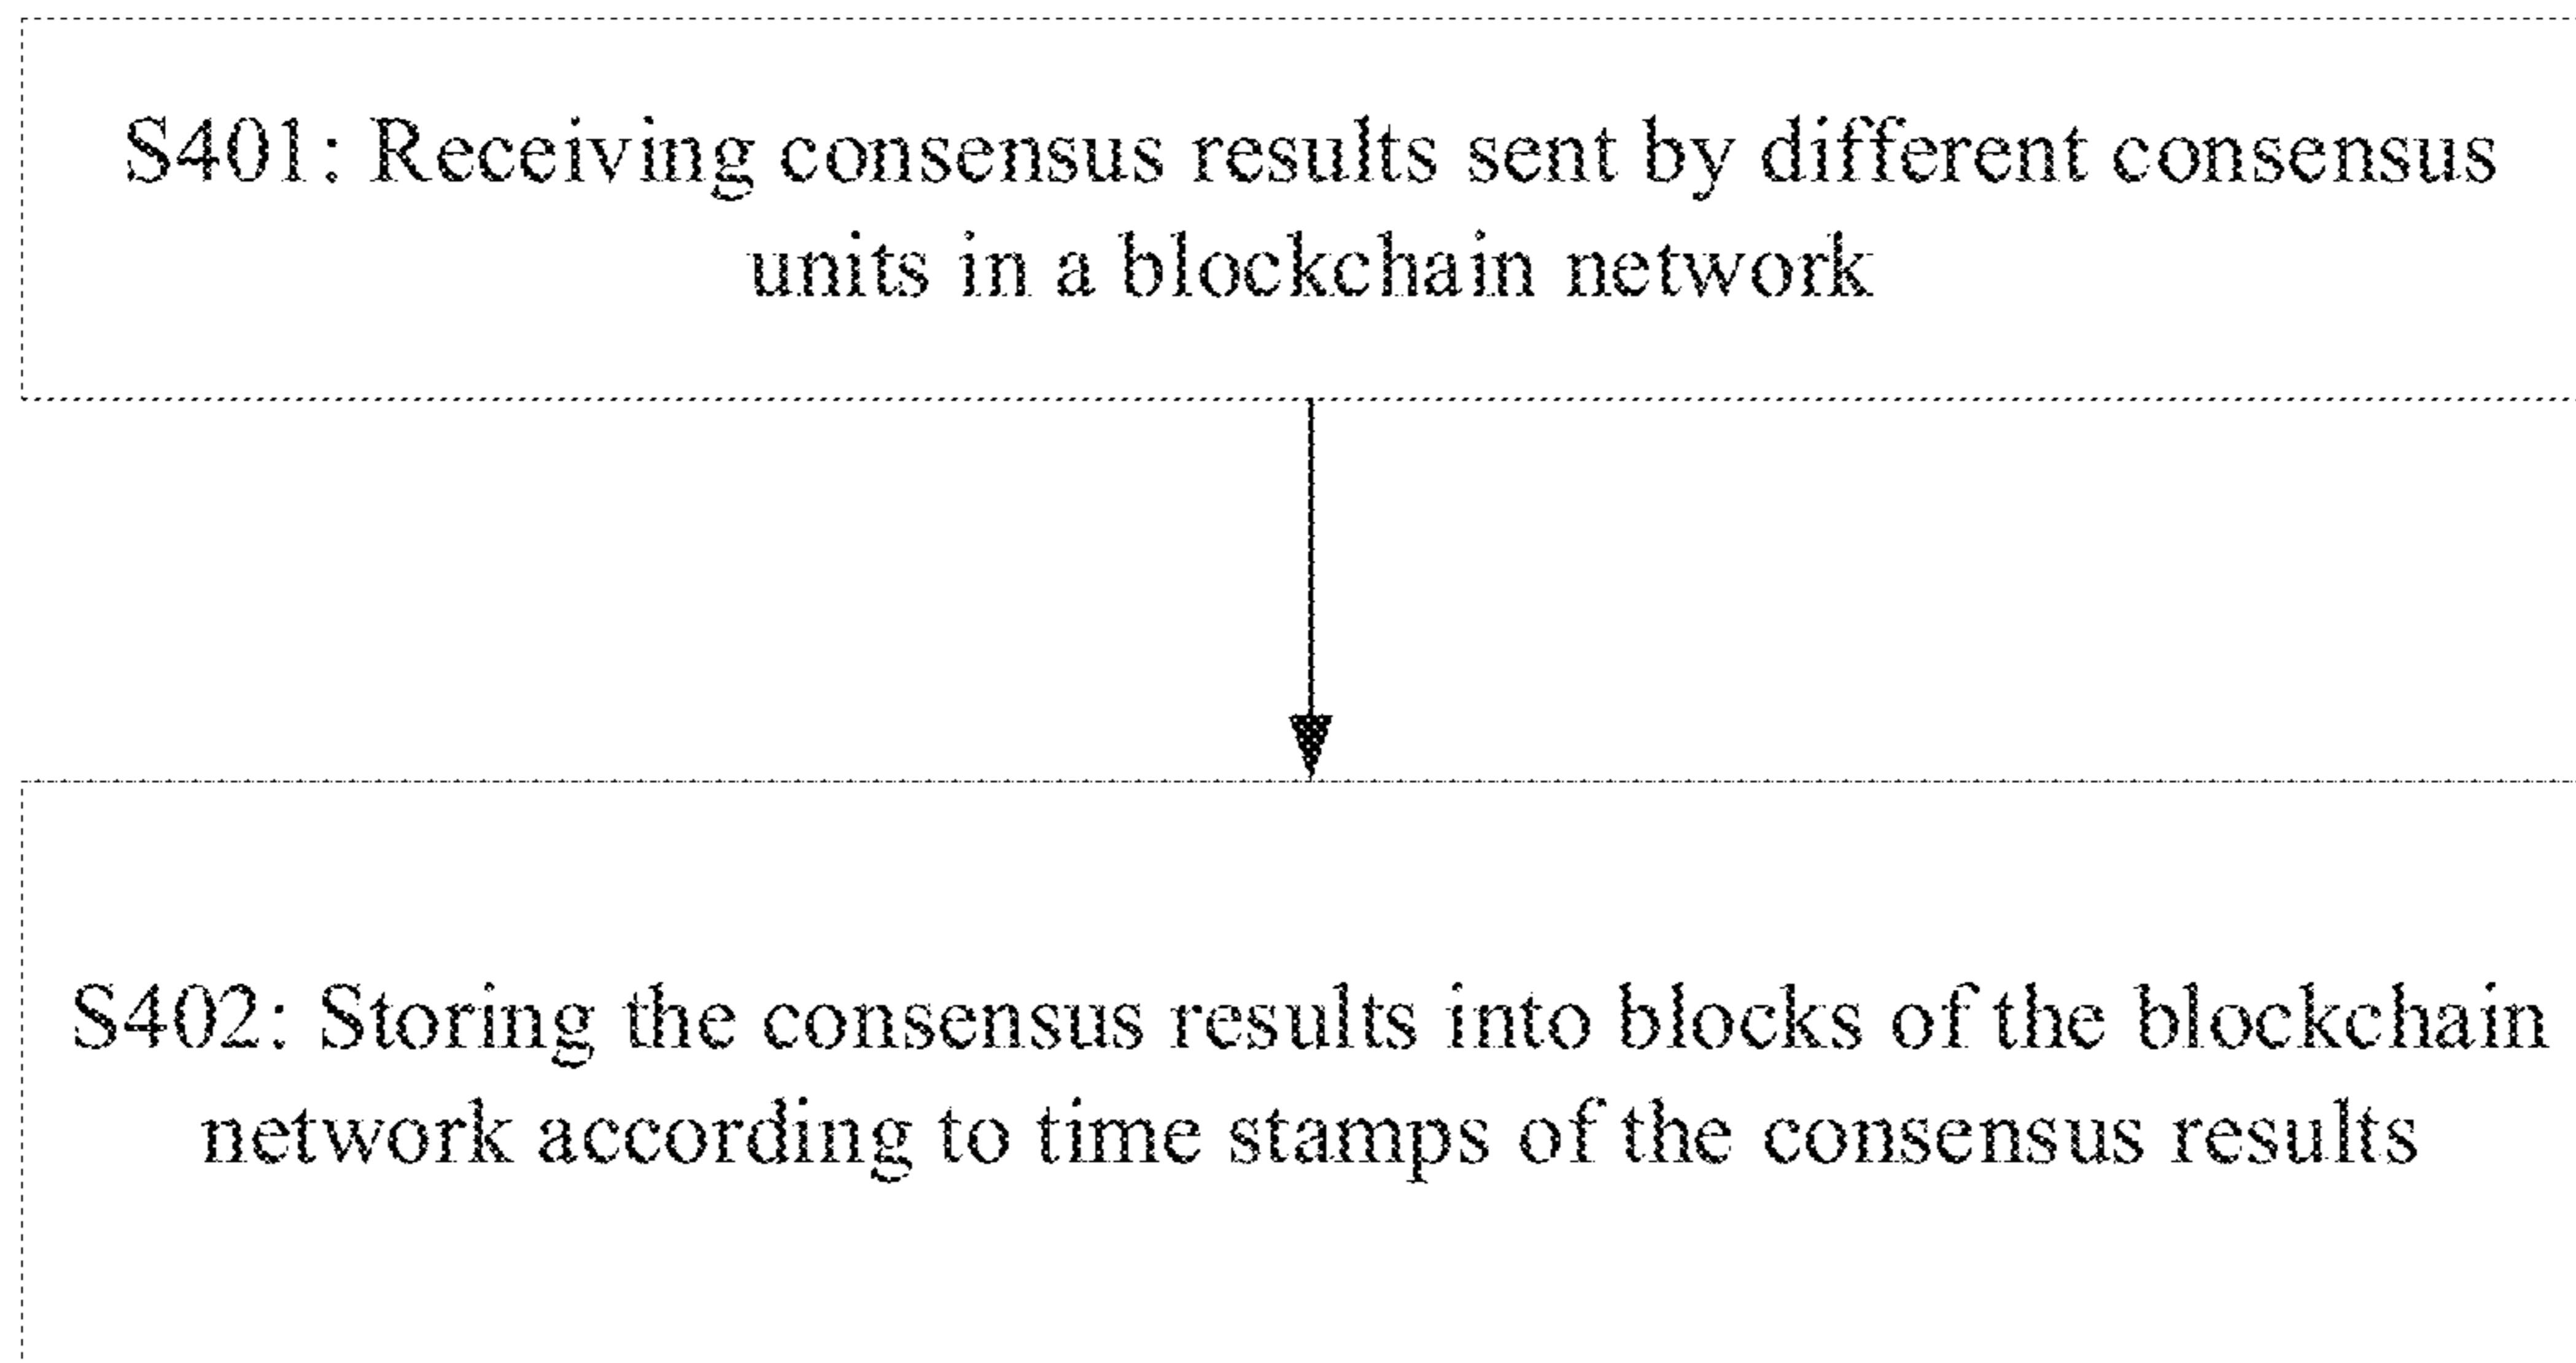 S401: Receiving consensus results sent by different consensus
units in a blockchain network
S402: Storing the consensus results into blocks of the blockchain
network according to time stamps of the consensus results